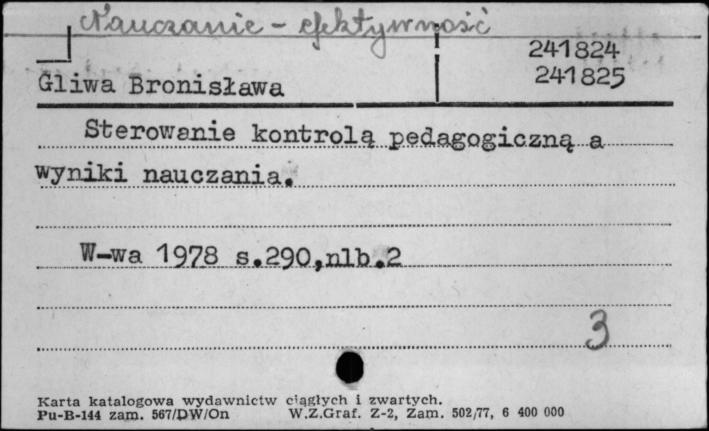 Nauczanie - efektywność
241824
241825
Gliwa Bronisława
Sterowanie kontrolą pedagogiczną a
wyniki nauczania.
W-wa 1978 s.290,nlb.2
3
Karta katalogowa wydawnictw ciągłych i zwartych.
Pu-B-144 zam. 567/DW/On W.Z.Graf. Z-2, Zam. 502/77, 6 400 000